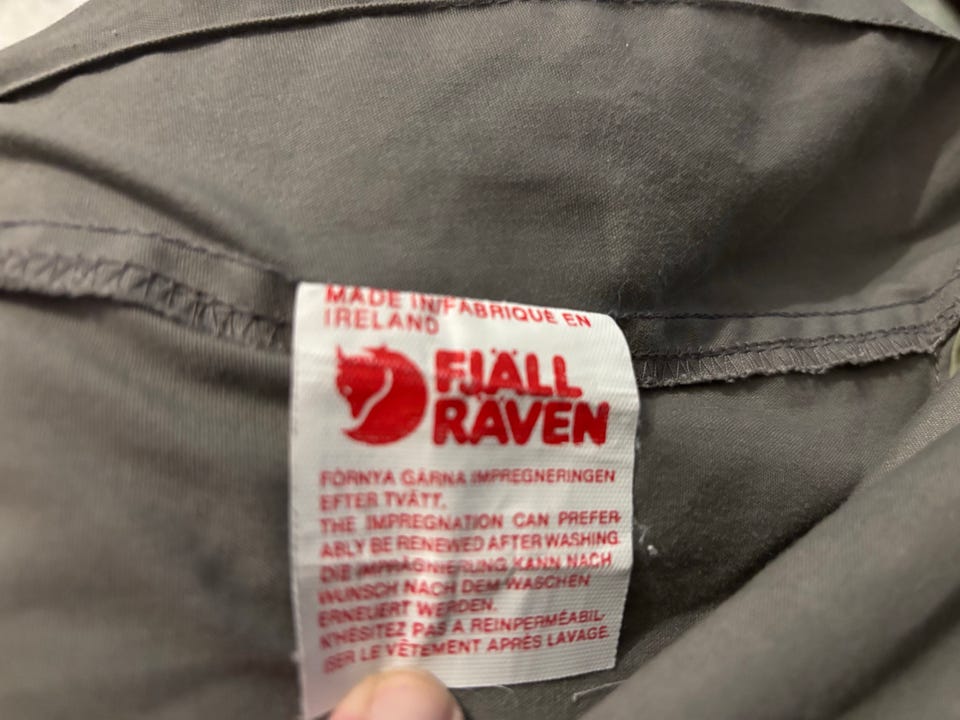 MADE IN/FABRIQUÉ EN
IRELAND
FJÄLL
RÄVEN
FÖRNYA GÄRNA IMPREGNERINGEN
EFTER TVÄTT.
THE IMPREGNATION CAN PREFER-
ABLY BE RENEWED AFTER WASHING.
DIE IMPRÄGNIERUNG KANN NACH
WUNSCH NACH DEM WASCHEN
ERNEUERT WERDEN.
N'HESITEZ PAS A REINPERMÉABIL-
ISER LE VÊTEMENT APRÈS LAVAGE.